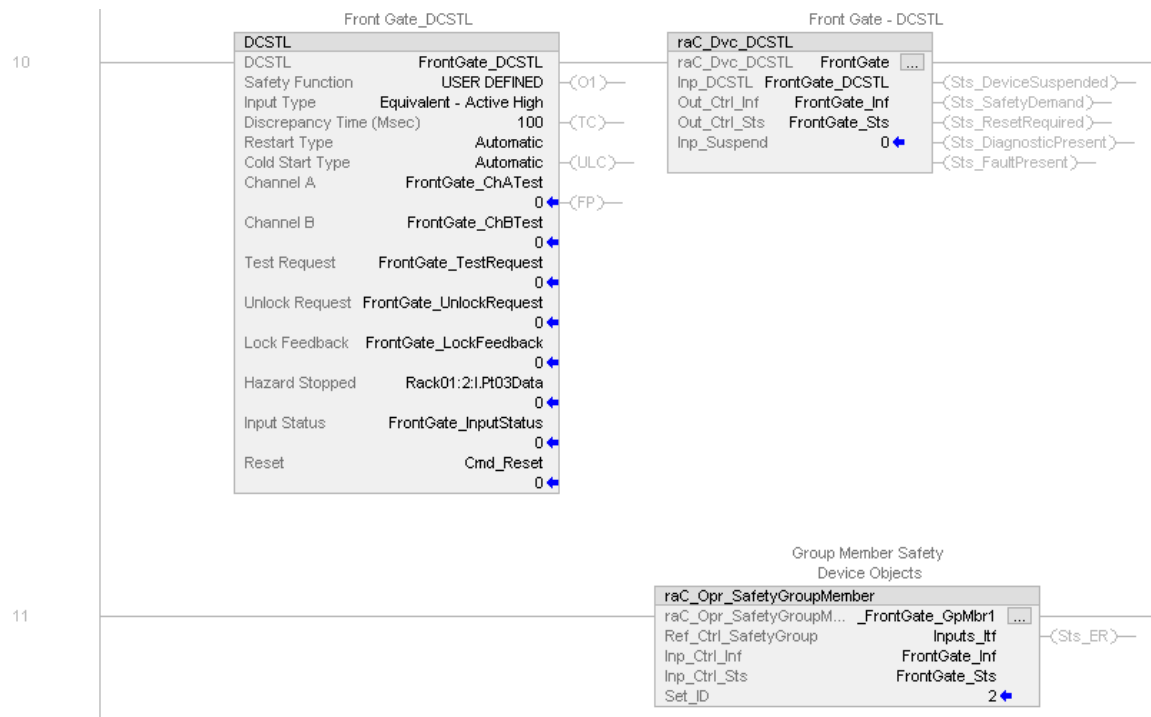 Front Gate_DCSTL
Front Gate - DCSTL
10
DCSTL
DCSTL FrontGate_DCSTL
Safety Function USER DEFINED (O1)
Input Type Equivalent - Active High
Discrepancy Time (Msec) 100 (TC)
Restart Type Automatic
Cold Start Type Automatic (ULC)
Channel A FrontGate_ChATest
0 (FP)
Channel B FrontGate_ChBTest
0
Test Request FrontGate_TestRequest
0
Unlock Request FrontGate_UnlockRequest
0
Lock Feedback FrontGate_LockFeedback
0
Hazard Stopped Rack01:2:I.Pt03Data
0
Input Status FrontGate_InputStatus
0
Reset Cmd_Reset
0
raC_Dvc_DCSTL
raC_Dvc_DCSTL FrontGate ...
Inp_DCSTL FrontGate_DCSTL (Sts_DeviceSuspended)
Out_Ctrl_Inf FrontGate_Inf (Sts_SafetyDemand)
Out_Ctrl_Sts FrontGate_Sts (Sts_ResetRequired)
Inp_Suspend 0 (Sts_DiagnosticPresent)
(Sts_FaultPresent)
Group Member Safety
Device Objects
11
raC_Opr_SafetyGroupMember
raC_Opr_SafetyGroupM... _FrontGate_GpMbr1 ...
Ref_Ctrl_SafetyGroup Inputs_Itf (Sts_ER)
Inp_Ctrl_Inf FrontGate_Inf
Inp_Ctrl_Sts FrontGate_Sts
Set_ID 2